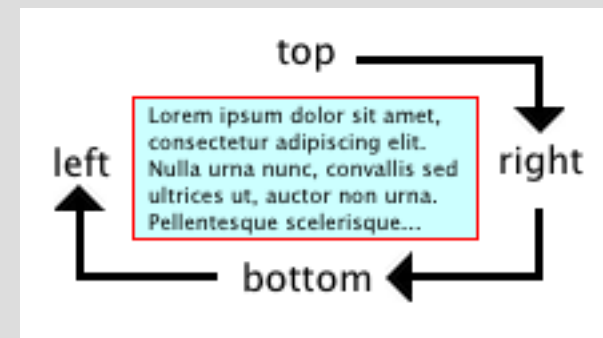 top
Lorem ipsum dolor sit amet,
consectetur adipiscing elit.
Nulla urna nunc, convallis sed
ultrices ut, auctor non urna.
Pellentesque scelerisque...
left
right
bottom